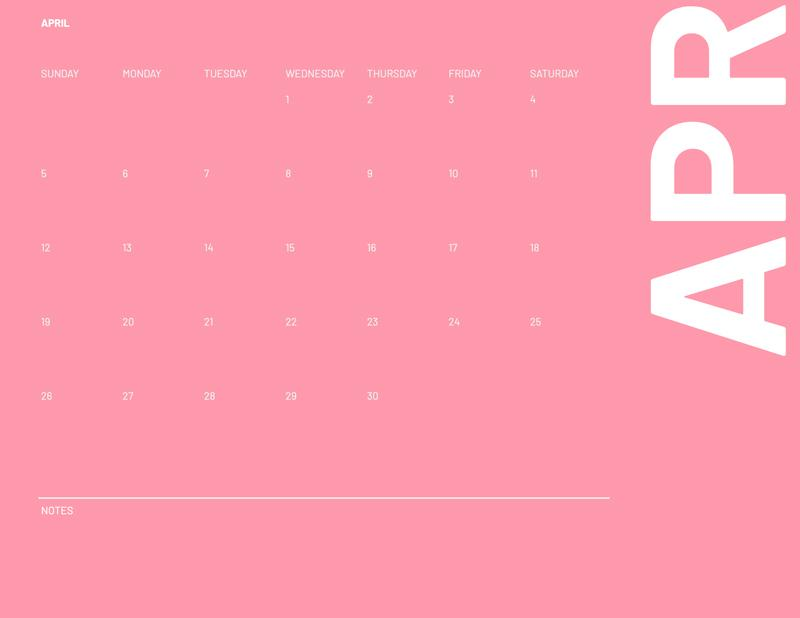 APRIL
SUNDAY MONDAY TUESDAY WEDNESDAY THURSDAY FRIDAY SATURDAY
1 2 3 4
5 6 7 8 9 10 11
12 13 14 15 16 17 18
19 20 21 22 23 24 25
26 27 28 29 30
NOTES
APR